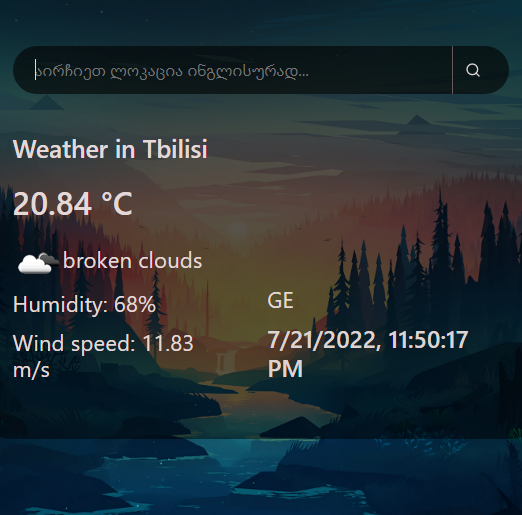 აირჩიეთ ლოკაცია ინგლისურად...
Weather in Tbilisi
20.84 °C
broken clouds
Humidity: 68%
Wind speed: 11.83
m/s
GE
7/21/2022, 11:50:17
PM